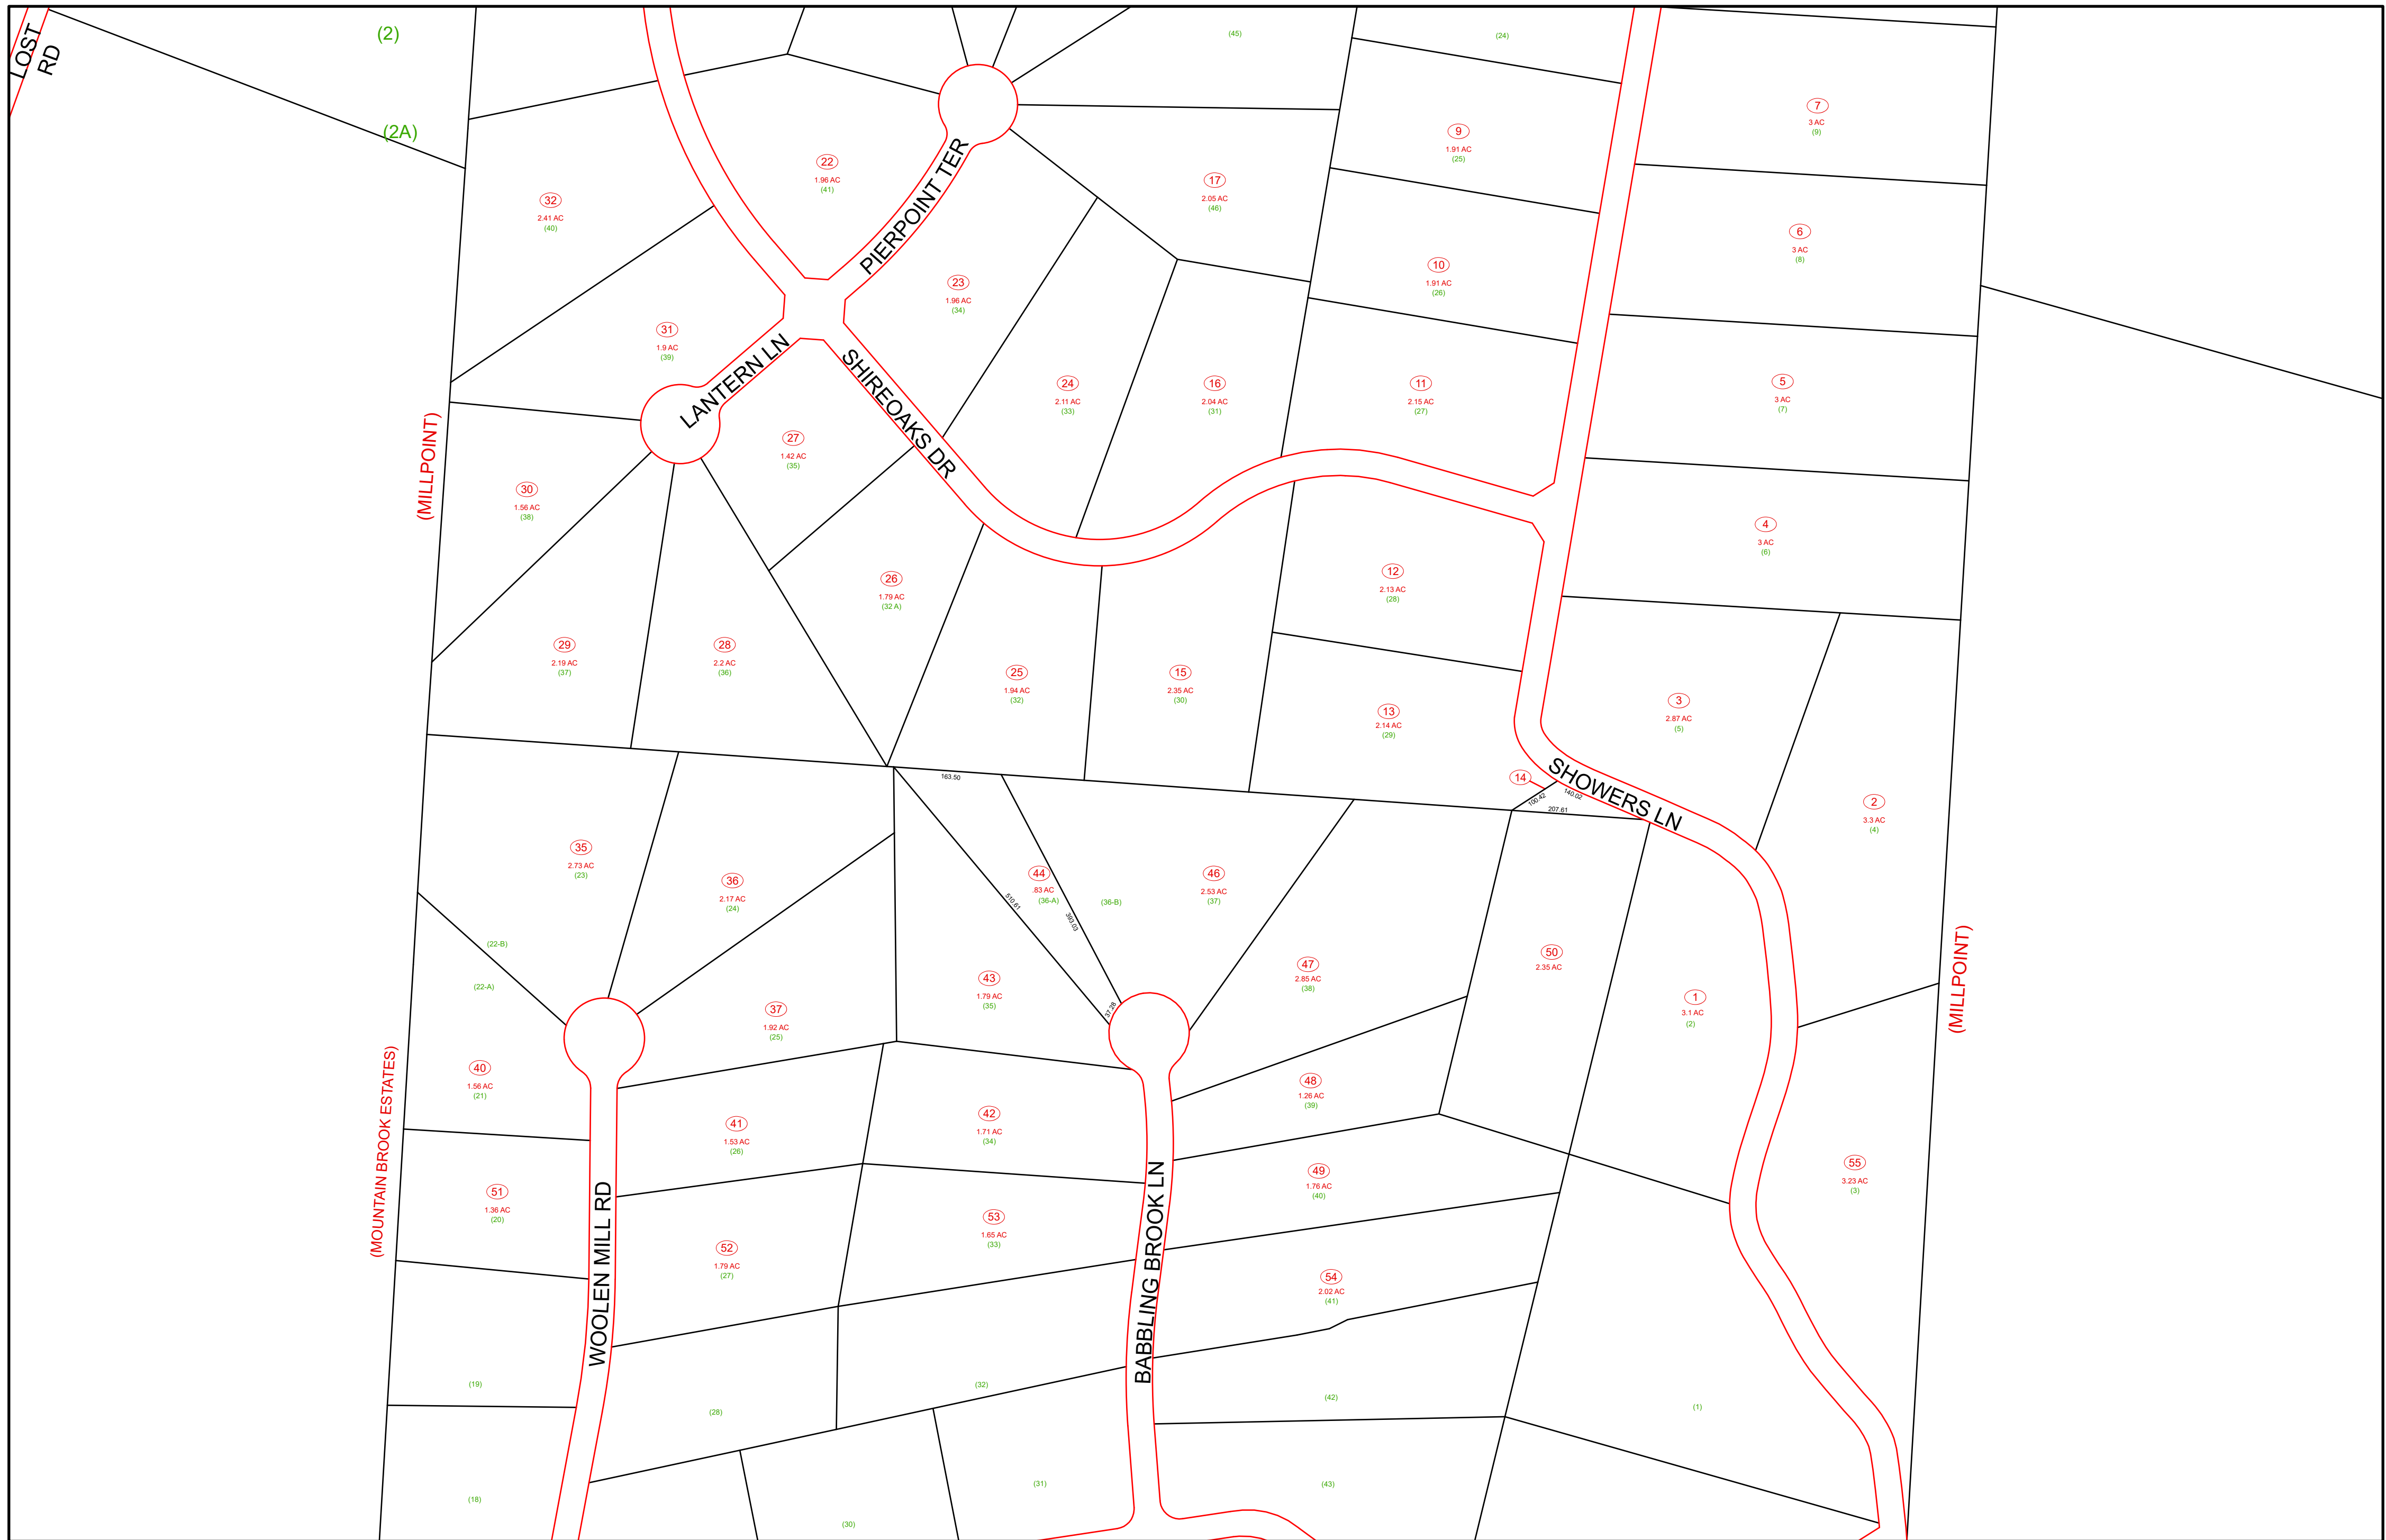 LOST
RD
(2)
(2A)
(45)
(24)
7
3 AC
(9)
9
1.91 AC
(25)
22
1.96 AC
(41)
PIERPOINT TER
17
2.05 AC
(46)
32
2.41 AC
(40)
6
3 AC
(8)
10
1.91 AC
(26)
23
1.96 AC
(34)
31
1.9 AC
(39)
LANTERN LN
SHIREOAKS DR
24
2.11 AC
(33)
16
2.04 AC
(31)
11
2.15 AC
(27)
5
3 AC
(7)
(MILLPOINT)
27
1.42 AC
(35)
30
1.56 AC
(38)
4
3 AC
(6)
26
1.79 AC
(32 A)
12
2.13 AC
(28)
29
2.19 AC
(37)
28
2.2 AC
(36)
25
1.94 AC
(32)
15
2.35 AC
(30)
13
2.14 AC
(29)
3
2.87 AC
(5)
163.50
14
100.42
140.02
207.61
SHOWERS LN
2
3.3 AC
(4)
35
2.73 AC
(23)
36
2.17 AC
(24)
44
.83 AC
(36-A)
510.61
393.03
37.28
(36-B)
46
2.53 AC
(37)
(22-B)
(22-A)
43
1.79 AC
(35)
47
2.85 AC
(38)
50
2.35 AC
1
3.1 AC
(2)
(MILLPOINT)
37
1.92 AC
(25)
40
1.56 AC
(21)
(MOUNTAIN BROOK ESTATES)
41
1.53 AC
(26)
42
1.71 AC
(34)
48
1.26 AC
(39)
49
1.76 AC
(40)
55
3.23 AC
(3)
51
1.36 AC
(20)
WOOLEN MILL RD
52
1.79 AC
(27)
53
1.65 AC
(33)
BABBLING BROOK LN
54
2.02 AC
(41)
(19)
(28)
(32)
(42)
(1)
(18)
(30)
(31)
(43)